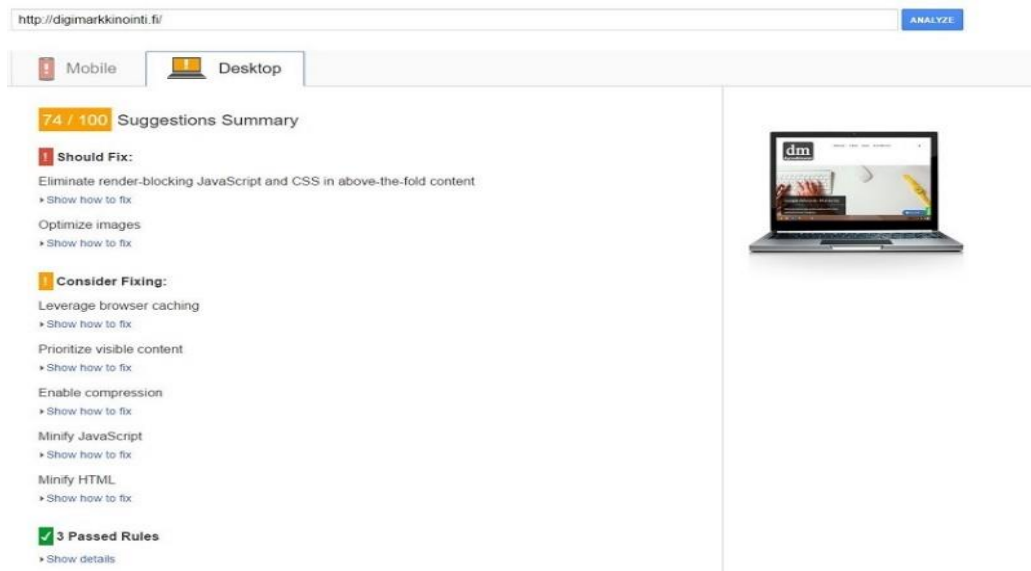 http://digimarkkinointi.fi/
ANALYZE
Mobile
Desktop
74 / 100 Suggestions Summary
Should Fix:
Eliminate render-blocking JavaScript and CSS in above-the-fold content
Show how to fix
Optimize images
Show how to fix
Consider Fixing:
Leverage browser caching
Show how to fix
Prioritize visible content
Show how to fix
Enable compression
Show how to fix
Minify JavaScript
Show how to fix
Minify HTML
Show how to fix
3 Passed Rules
Show details
dm